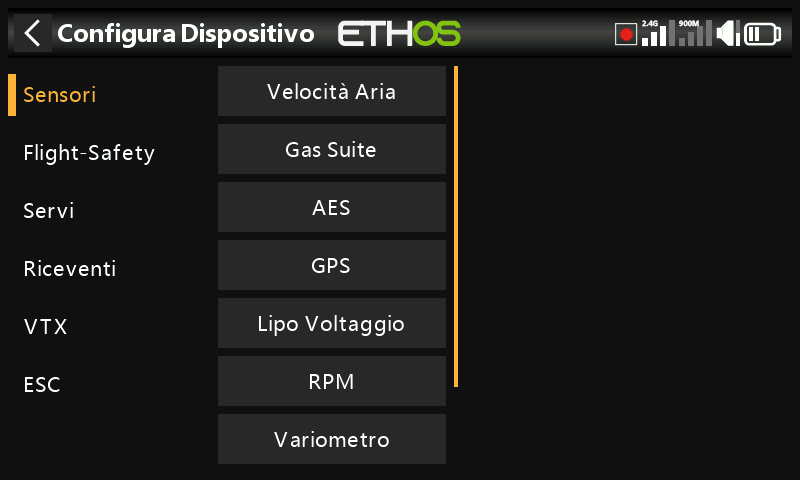 Configura Dispositivo ETHOS 2.4G 900M
Sensori
Flight-Safety
Servi
Riceventi
VTX
ESC
Velocità Aria
Gas Suite
AES
GPS
Lipo Voltaggio
RPM
Variometro